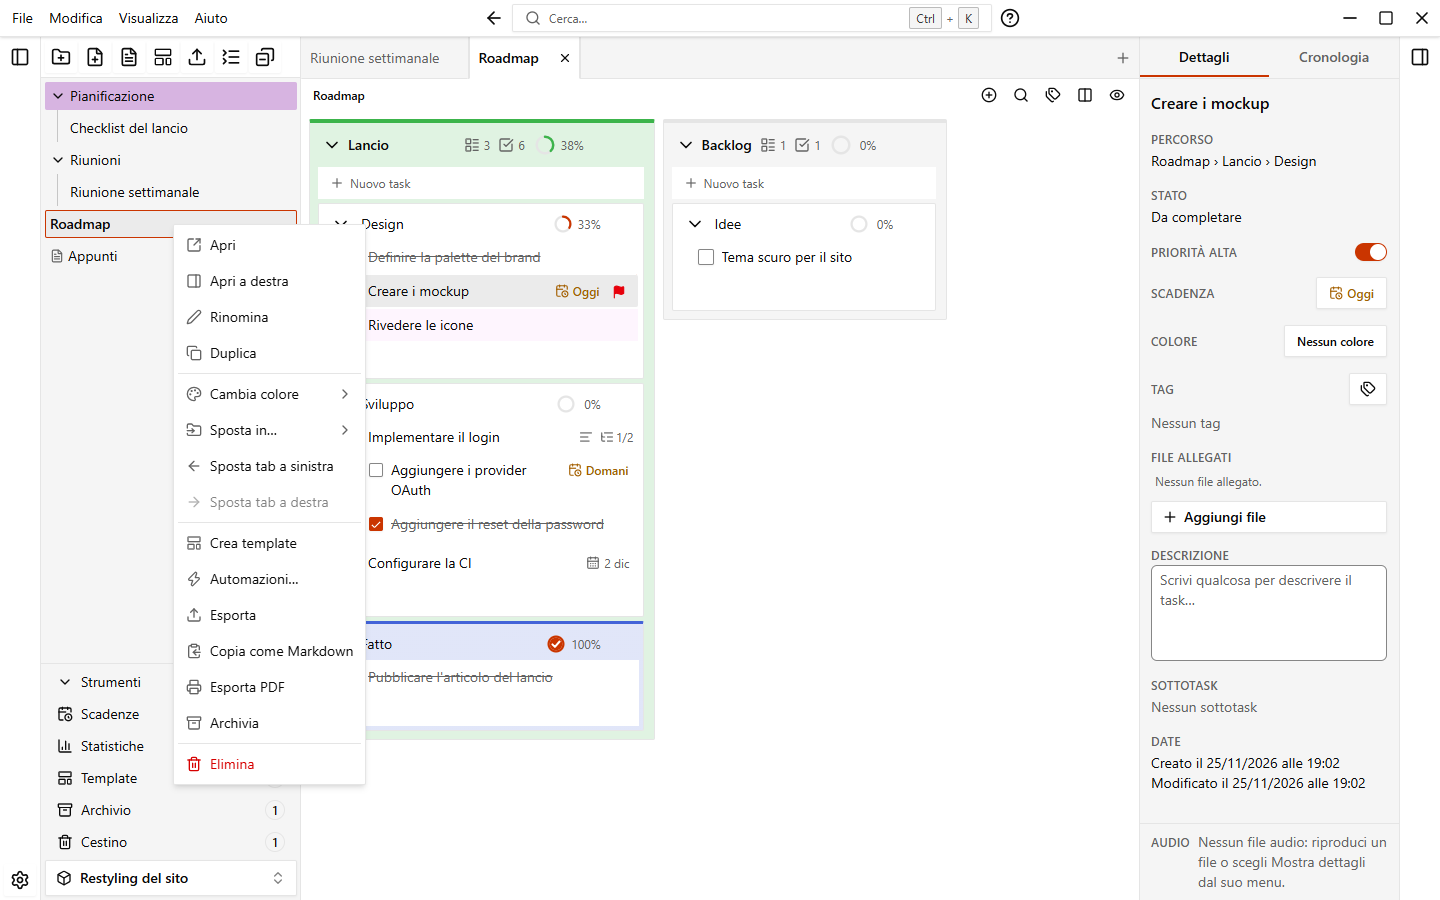 File Modifica Visualizza Aiuto
Cerca... Ctrl + K
Pianificazione
Checklist del lancio
Riunioni
Riunione settimanale
Roadmap
Appunti
Strumenti
Scadenze
Statistiche
Template
Archivio 1
Cestino 1
Restyling del sito
Apri
Apri a destra
Rinomina
Duplica
Cambia colore
Sposta in...
Sposta tab a sinistra
Sposta tab a destra
Crea template
Automazioni...
Esporta
Copia come Markdown
Esporta PDF
Archivia
Elimina
Riunione settimanale Roadmap
Roadmap
Lancio 3 6 38%
Nuovo task
Design 33%
Definire la palette del brand
Creare i mockup Oggi
Rivedere le icone
Sviluppo 0%
Implementare il login 1/2
Aggiungere i provider OAuth Domani
Aggiungere il reset della password
Configurare la CI 2 dic
Fatto 100%
Pubblicare l'articolo del lancio
Backlog 1 1 0%
Nuovo task
Idee 0%
Tema scuro per il sito
Dettagli Cronologia
Creare i mockup
PERCORSO
Roadmap › Lancio › Design
STATO
Da completare
PRIORITÀ ALTA
SCADENZA Oggi
COLORE Nessun colore
TAG
Nessun tag
FILE ALLEGATI
Nessun file allegato.
Aggiungi file
DESCRIZIONE
Scrivi qualcosa per descrivere il
task...
SOTTOTASK
Nessun sottotask
DATE
Creato il 25/11/2026 alle 19:02
Modificato il 25/11/2026 alle 19:02
AUDIO Nessun file audio: riproduci un
file o scegli Mostra dettagli
dal suo menu.